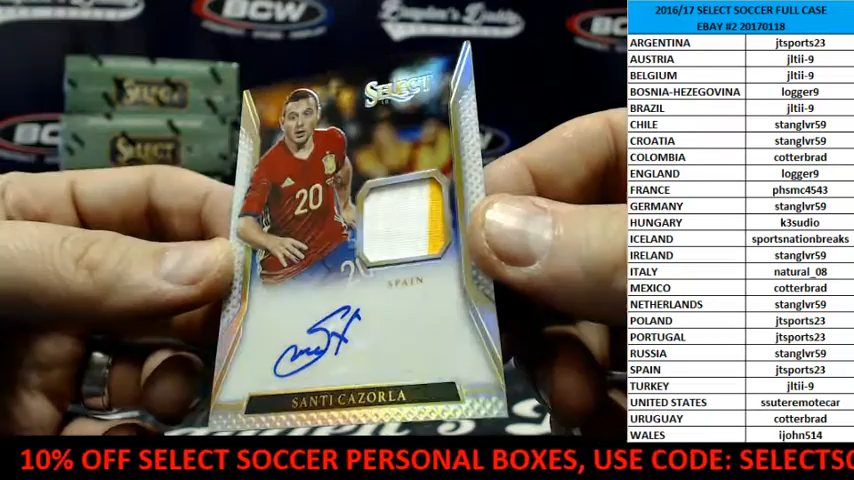 BCW
Select
Select
BCW
SELECT
20
20
SPAIN
SANTI CAZORLA
2016/17 SELECT SOCCER FULL CASE
EBAY #2 20170118
ARGENTINA jtsports23
AUSTRIA jltii-9
BELGIUM jltii-9
BOSNIA-HEZEGOVINA logger9
BRAZIL jltii-9
CHILE stanglvr59
CROATIA stanglvr59
COLOMBIA cotterbrad
ENGLAND logger9
FRANCE phsmc4543
GERMANY stanglvr59
HUNGARY k3sudio
ICELAND sportsnationbreaks
IRELAND stanglvr59
ITALY natural_08
MEXICO cotterbrad
NETHERLANDS stanglvr59
POLAND jtsports23
PORTUGAL jtsports23
RUSSIA stanglvr59
SPAIN jtsports23
TURKEY jltii-9
UNITED STATES ssuteremotecar
URUGUAY cotterbrad
WALES ijohn514
10% OFF SELECT SOCCER PERSONAL BOXES, USE CODE: SELECTSO